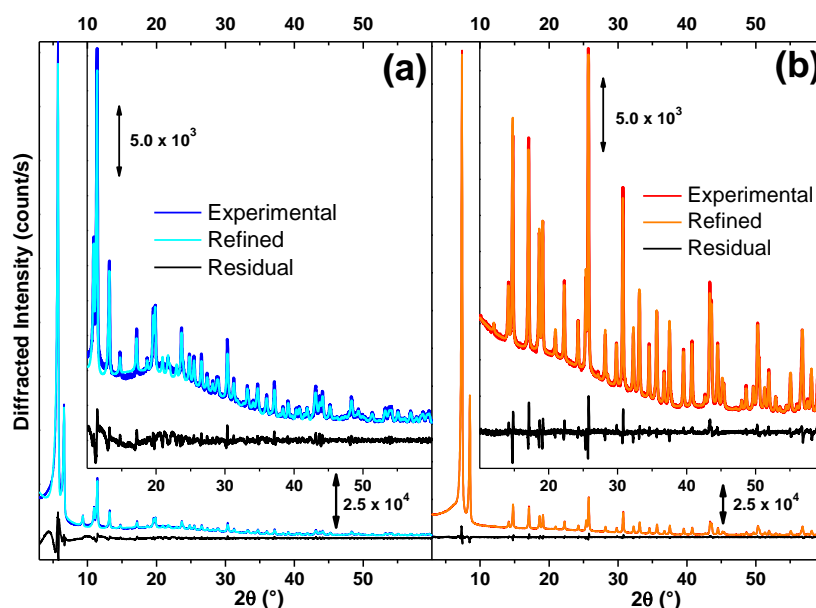 10 20 30 40 50 10 20 30 40 50
(a) (b)
5.0 x 10³ 5.0 x 10³
Diffracted Intensity (count/s)
Experimental
Refined
Residual
Experimental
Refined
Residual
20 30 40 50 20 30 40 50
2.5 x 10⁴ 2.5 x 10⁴
10 20 30 40 50 10 20 30 40 50
2θ (°) 2θ (°)